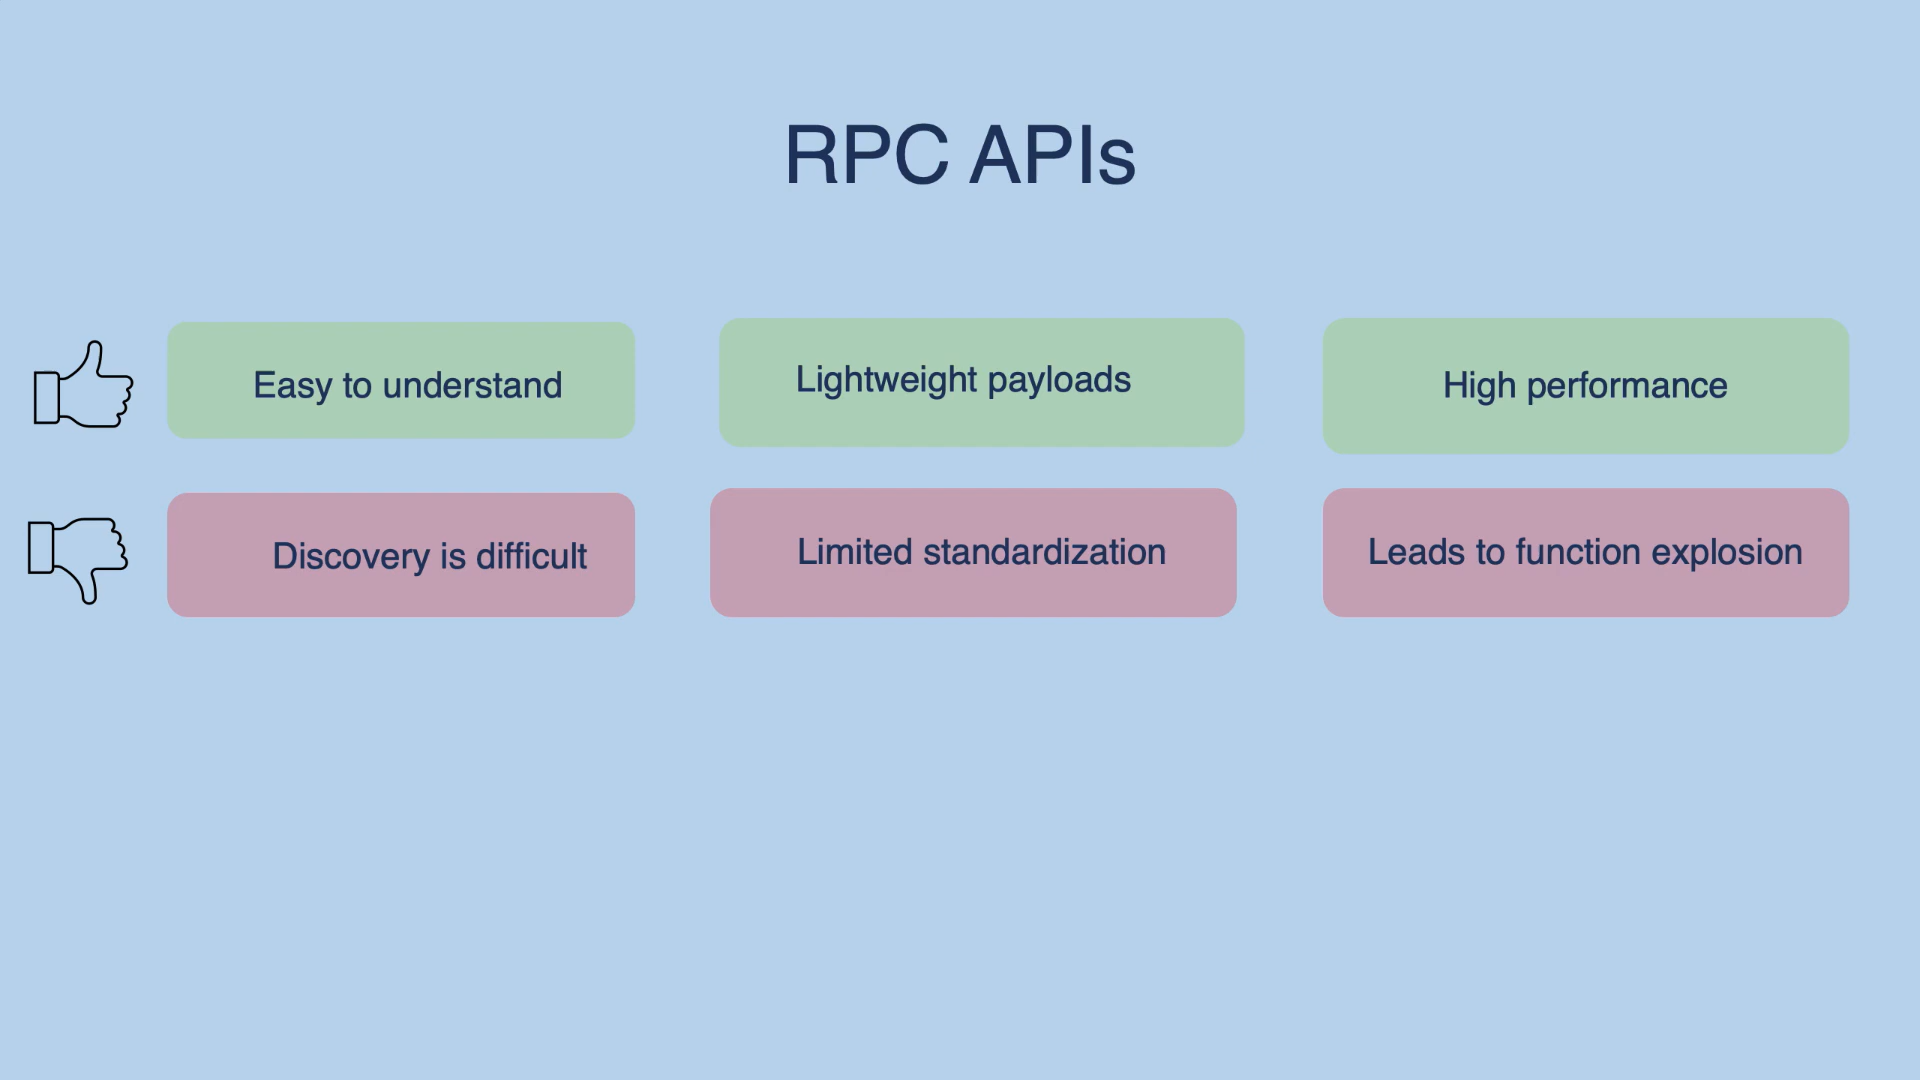 RPC APIs
Easy to understand
Lightweight payloads
High performance
Discovery is difficult
Limited standardization
Leads to function explosion